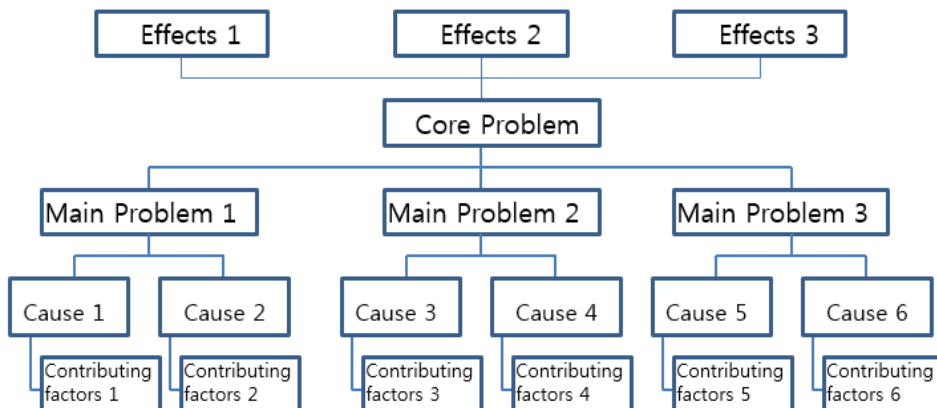 Effects 1
Effects 2
Effects 3
Core Problem
Main Problem 1
Main Problem 2
Main Problem 3
Cause 1
Cause 2
Cause 3
Cause 4
Cause 5
Cause 6
Contributing
factors 1
Contributing
factors 2
Contributing
factors 3
Contributing
factors 4
Contributing
factors 5
Contributing
factors 6